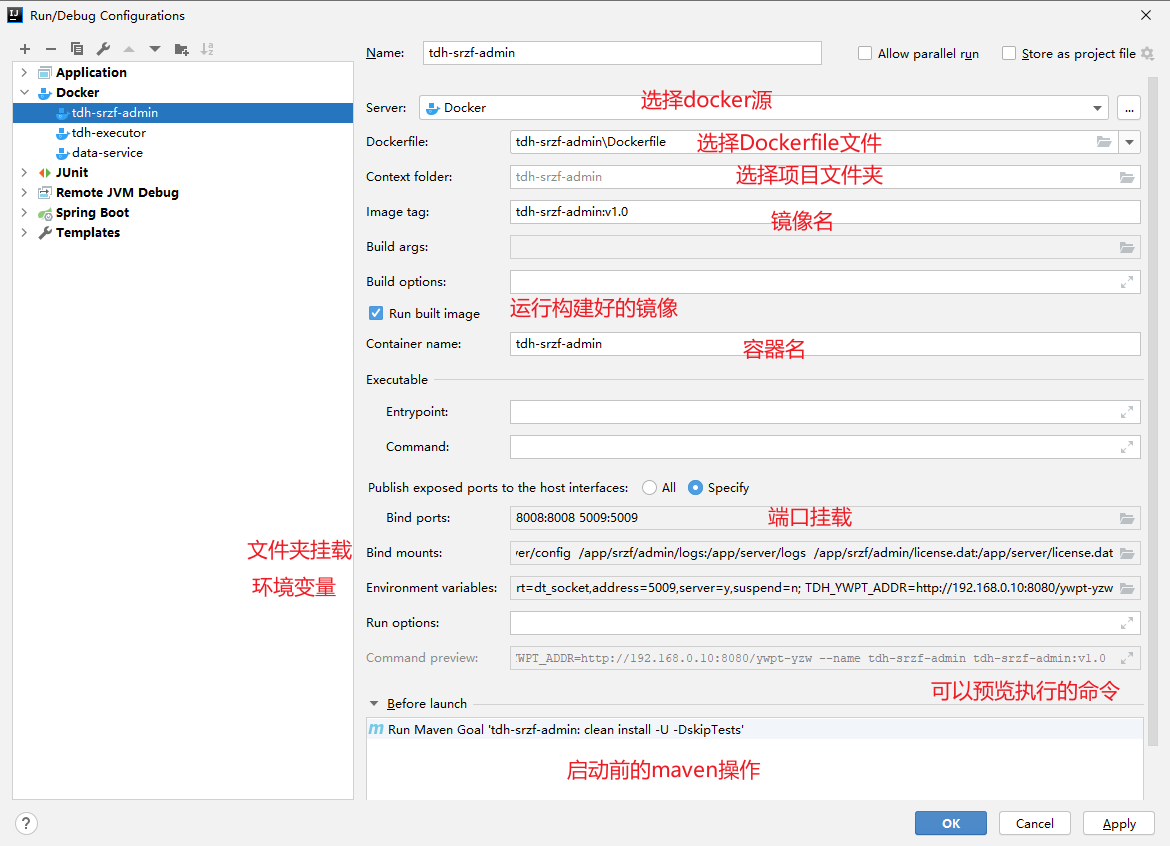 Run/Debug Configurations
Application
Docker
tdh-srzf-admin
tdh-executor
data-service
JUnit
Remote JVM Debug
Spring Boot
Templates
Name: tdh-srzf-admin Allow parallel run Store as project file
Server: Docker ... 选择docker源
Dockerfile: tdh-srzf-admin\Dockerfile 选择Dockerfile文件
Context folder: tdh-srzf-admin 选择项目文件夹
Image tag: tdh-srzf-admin:v1.0 镜像名
Build args:
Build options:
Run built image 运行构建好的镜像
Container name: tdh-srzf-admin 容器名
Executable
Entrypoint:
Command:
Publish exposed ports to the host interfaces: All Specify
Bind ports: 8008:8008 5009:5009 端口挂载
文件夹挂载 Bind mounts: /er/config /app/srzf/admin/logs:/app/server/logs /app/srzf/admin/license.dat:/app/server/license.dat
环境变量 Environment variables: rt=dt_socket,address=5009,server=y,suspend=n; TDH_YWPT_ADDR=http://192.168.0.10:8080/ywpt-yzw
Run options:
Command preview: WPT_ADDR=http://192.168.0.10:8080/ywpt-yzw --name tdh-srzf-admin tdh-srzf-admin:v1.0
可以预览执行的命令
Before launch
m Run Maven Goal 'tdh-srzf-admin: clean install -U -DskipTests'
启动前的maven操作
? OK Cancel Apply